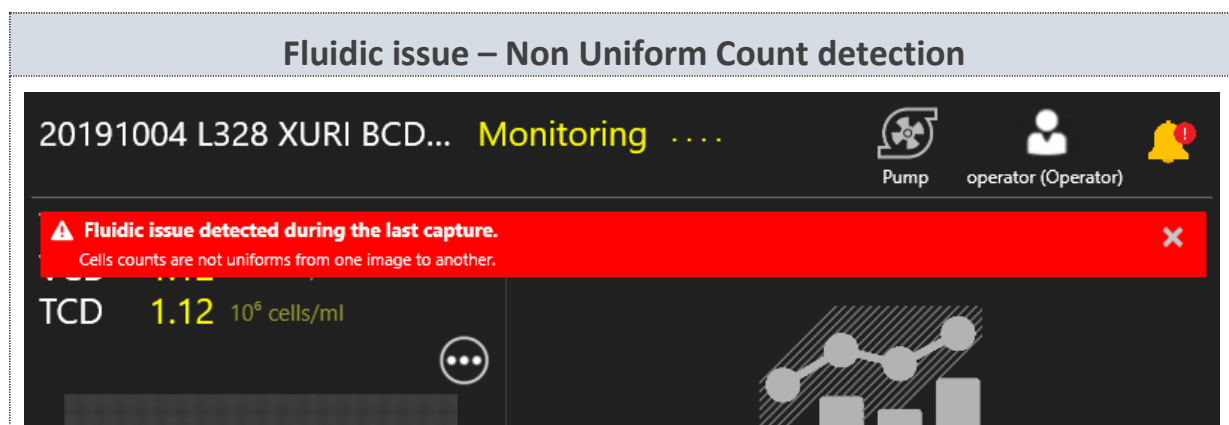 Fluidic issue – Non Uniform Count detection
20191004 L328 XURI BCD... Monitoring ....
Pump operator (Operator)
Fluidic issue detected during the last capture.
Cells counts are not uniforms from one image to another.
TCD 1.12 10⁶ cells/ml